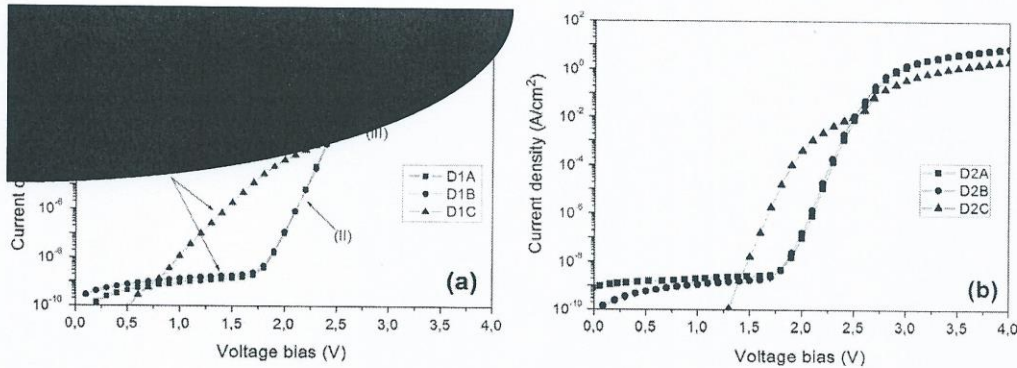 Current d
10⁻⁶
10⁻⁸
10⁻¹⁰
0,0 0,5 1,0 1,5 2,0 2,5 3,0 3,5 4,0
Voltage bias (V)
(III)
(II)
D1A
D1B
D1C
(a)
Current density (A/cm²)
10²
10⁰
10⁻²
10⁻⁴
10⁻⁶
10⁻⁸
10⁻¹⁰
0,0 0,5 1,0 1,5 2,0 2,5 3,0 3,5 4,0
Voltage bias (V)
D2A
D2B
D2C
(b)